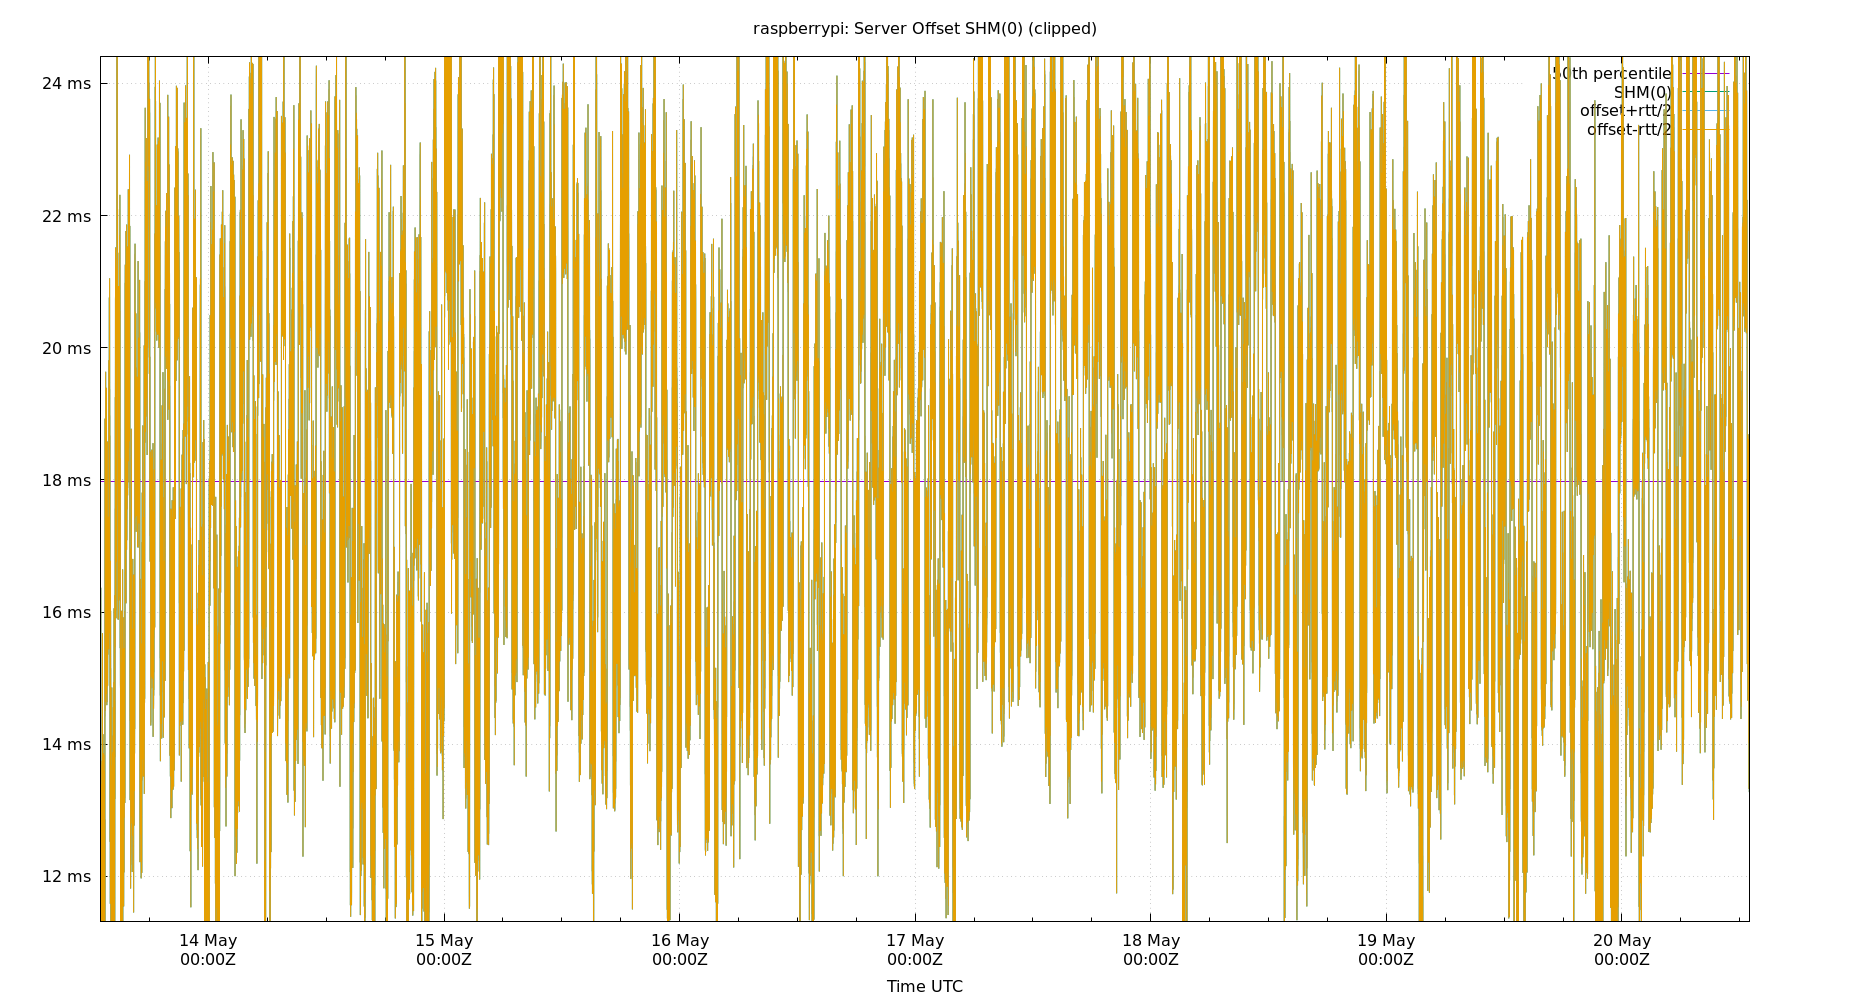 raspberrypi: Server Offset SHM(0) (clipped)
24 ms
22 ms
20 ms
18 ms
16 ms
14 ms
12 ms
50th percentile
SHM(0)
offset+rtt/2
offset-rtt/2
14 May 15 May 16 May 17 May 18 May 19 May 20 May
00:00Z 00:00Z 00:00Z 00:00Z 00:00Z 00:00Z 00:00Z
Time UTC